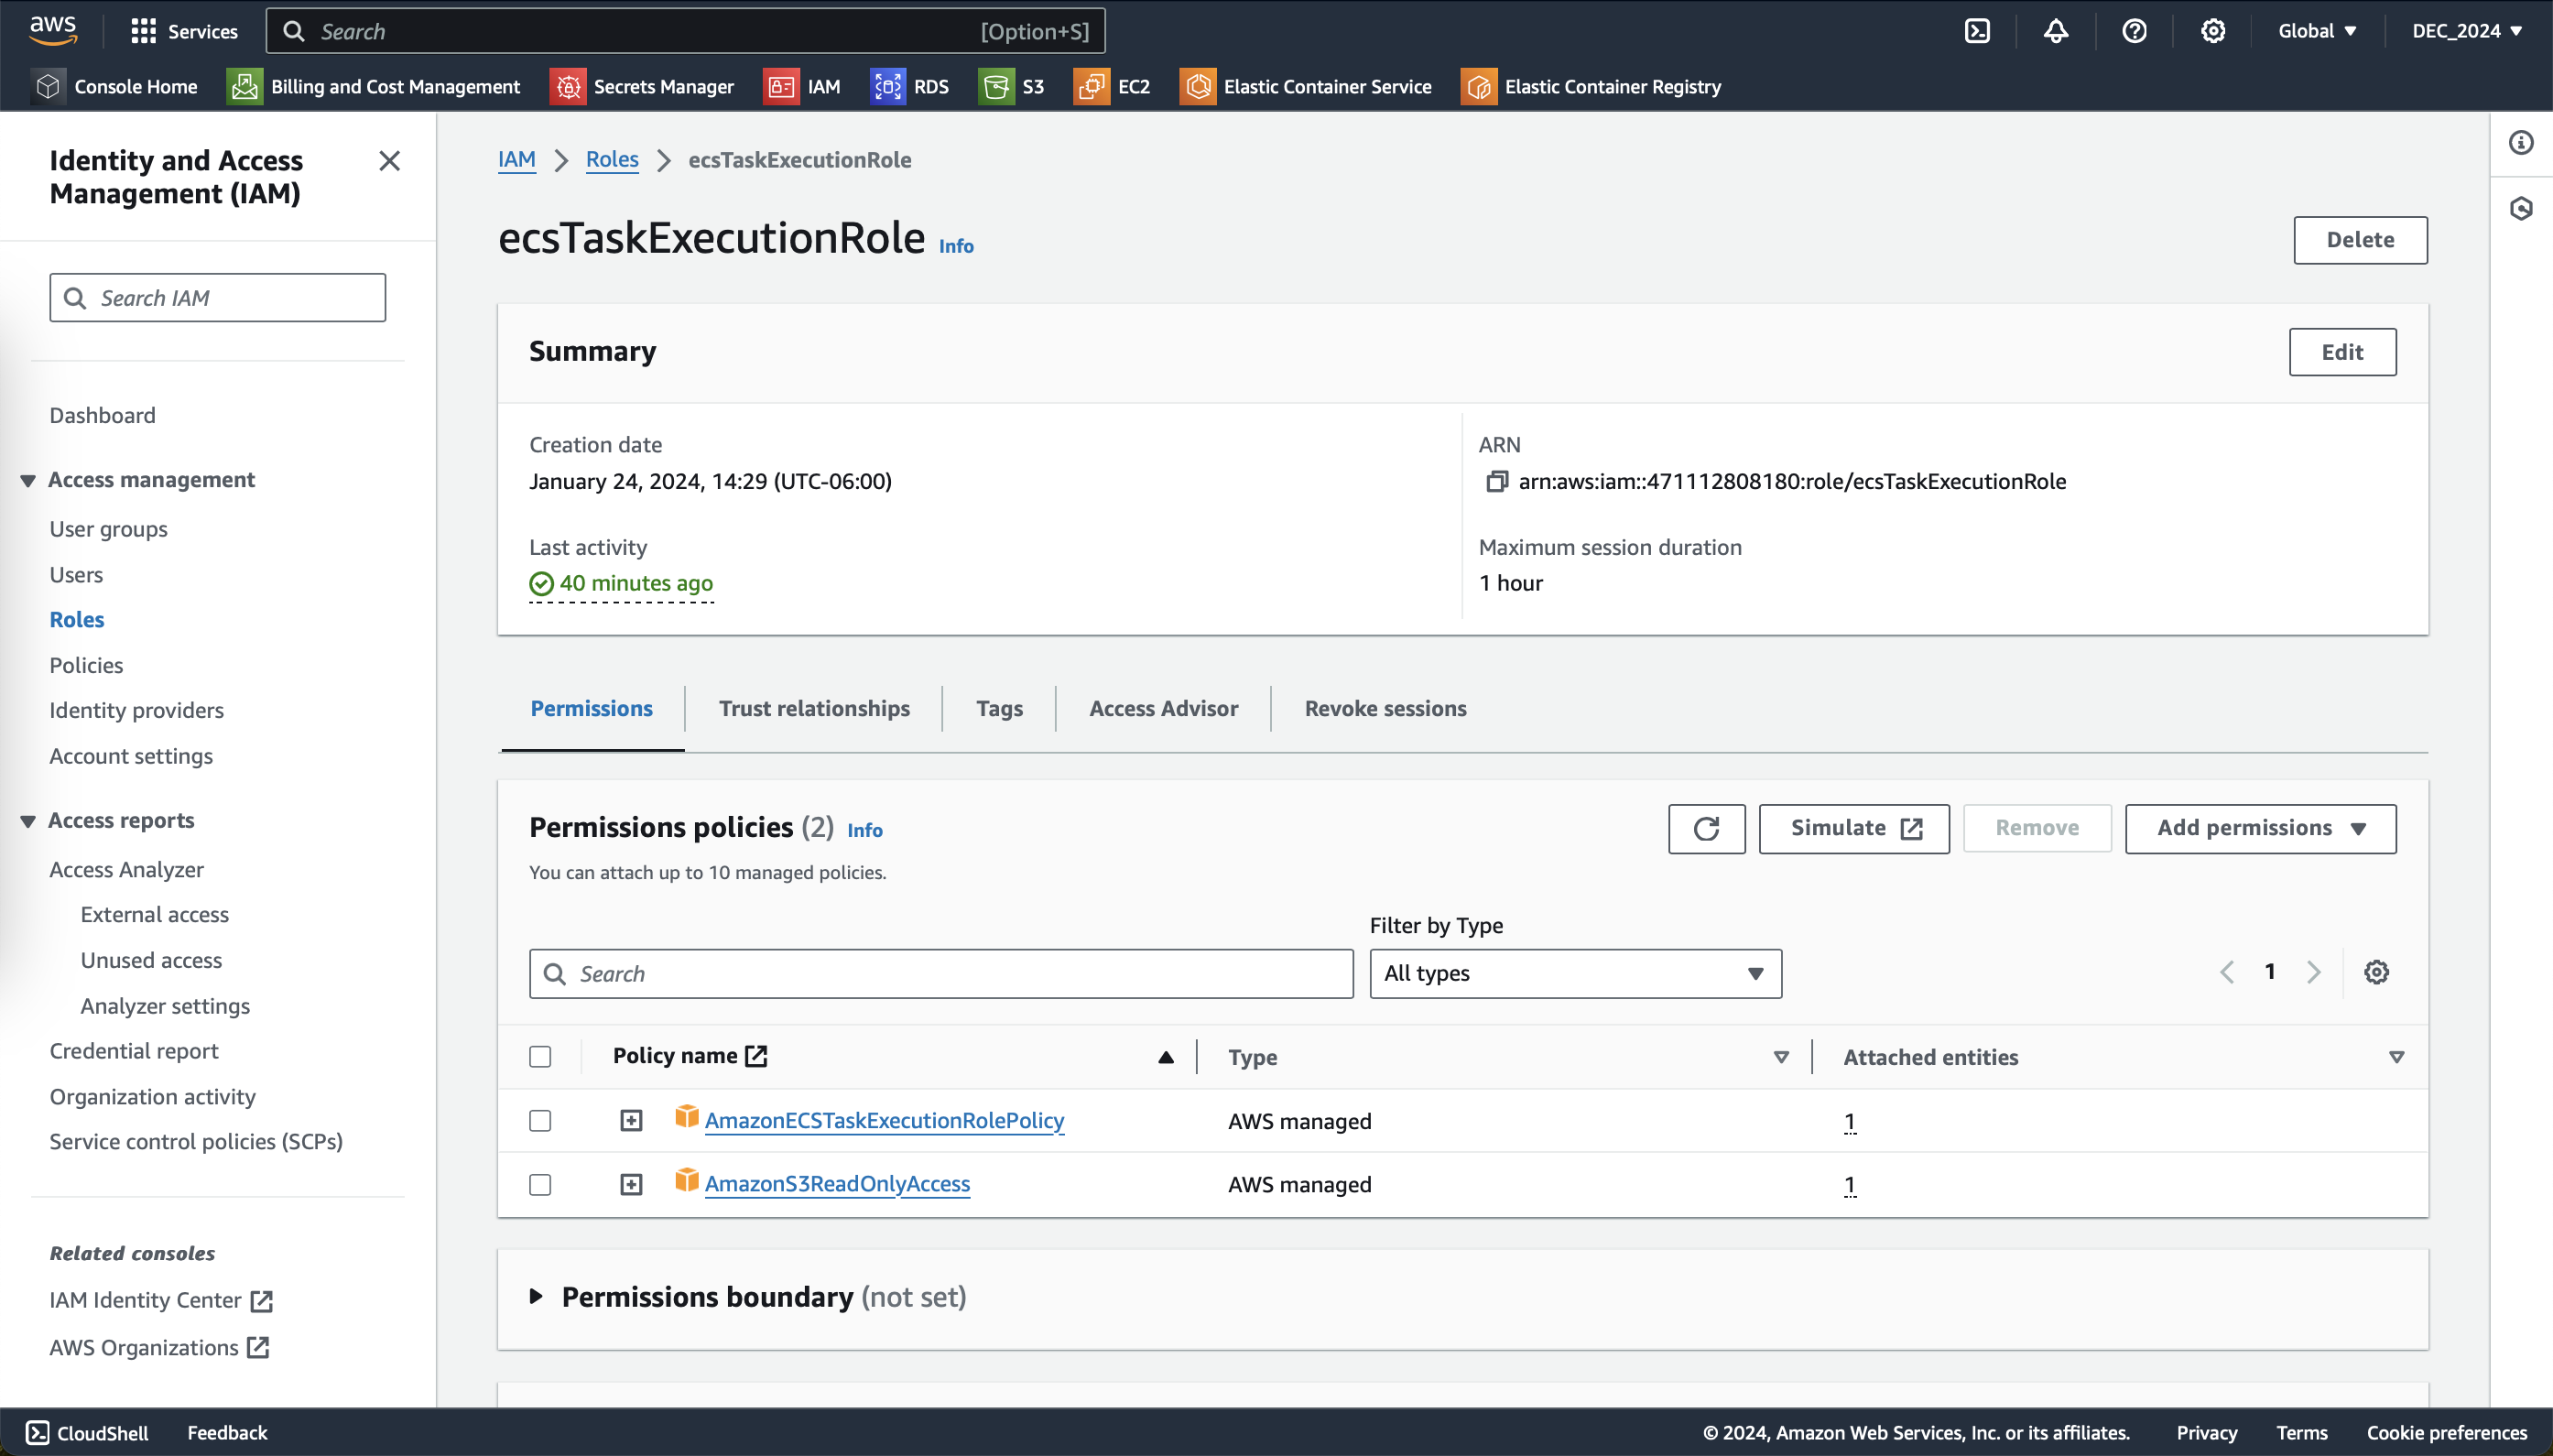 aws
Services
Search
[Option+S]
Global
DEC_2024
Console Home
Billing and Cost Management
Secrets Manager
IAM
RDS
S3
EC2
Elastic Container Service
Elastic Container Registry
Identity and Access
Management (IAM)
Search IAM
Dashboard
Access management
User groups
Users
Roles
Policies
Identity providers
Account settings
Access reports
Access Analyzer
External access
Unused access
Analyzer settings
Credential report
Organization activity
Service control policies (SCPs)
Related consoles
IAM Identity Center
AWS Organizations
IAM
Roles
ecsTaskExecutionRole
ecsTaskExecutionRole Info
Delete
Summary
Edit
Creation date
January 24, 2024, 14:29 (UTC-06:00)
ARN
arn:aws:iam::471112808180:role/ecsTaskExecutionRole
Last activity
40 minutes ago
Maximum session duration
1 hour
Permissions
Trust relationships
Tags
Access Advisor
Revoke sessions
Permissions policies (2) Info
You can attach up to 10 managed policies.
Simulate
Remove
Add permissions
Filter by Type
Search
All types
1
Policy name
Type
Attached entities
AmazonECSTaskExecutionRolePolicy
AWS managed
1
AmazonS3ReadOnlyAccess
AWS managed
1
Permissions boundary (not set)
CloudShell
Feedback
© 2024, Amazon Web Services, Inc. or its affiliates.
Privacy
Terms
Cookie preferences